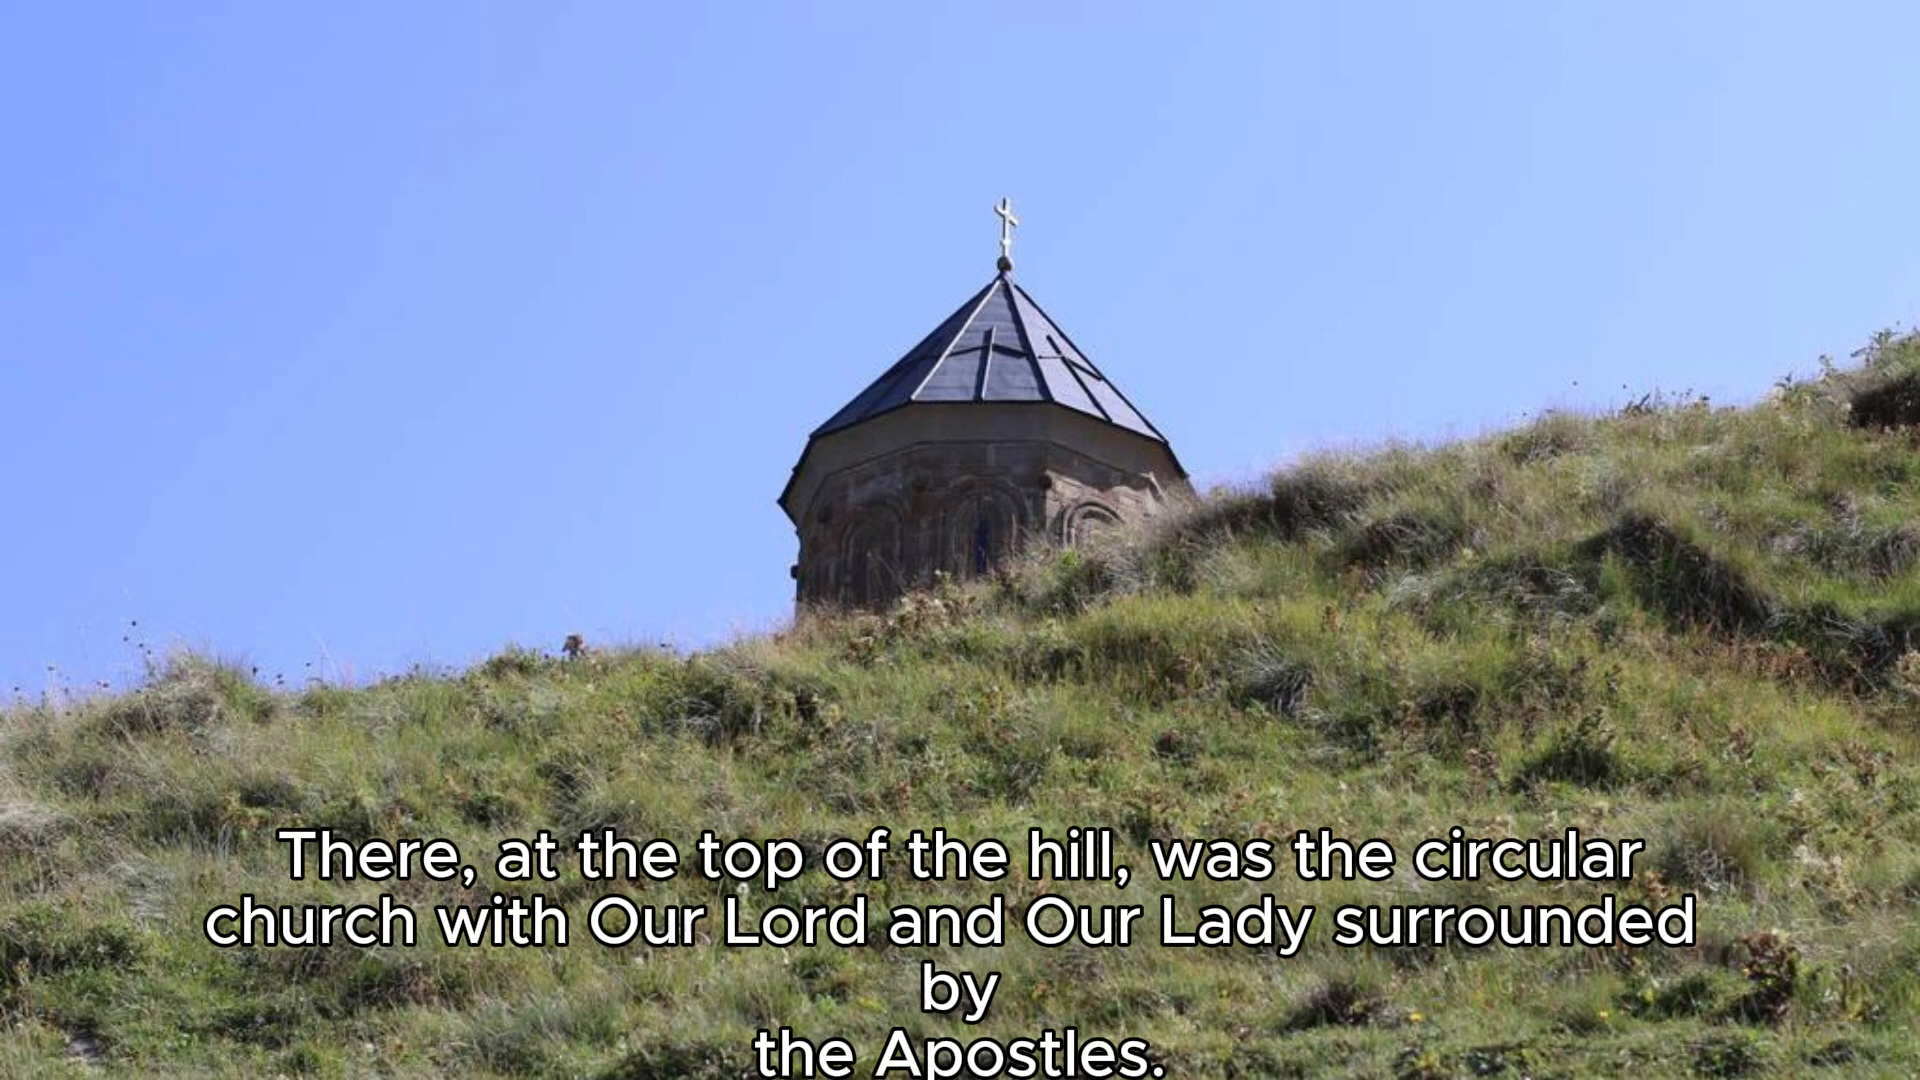 There, at the top of the hill, was the circular
church with Our Lord and Our Lady surrounded
by
the Apostles.